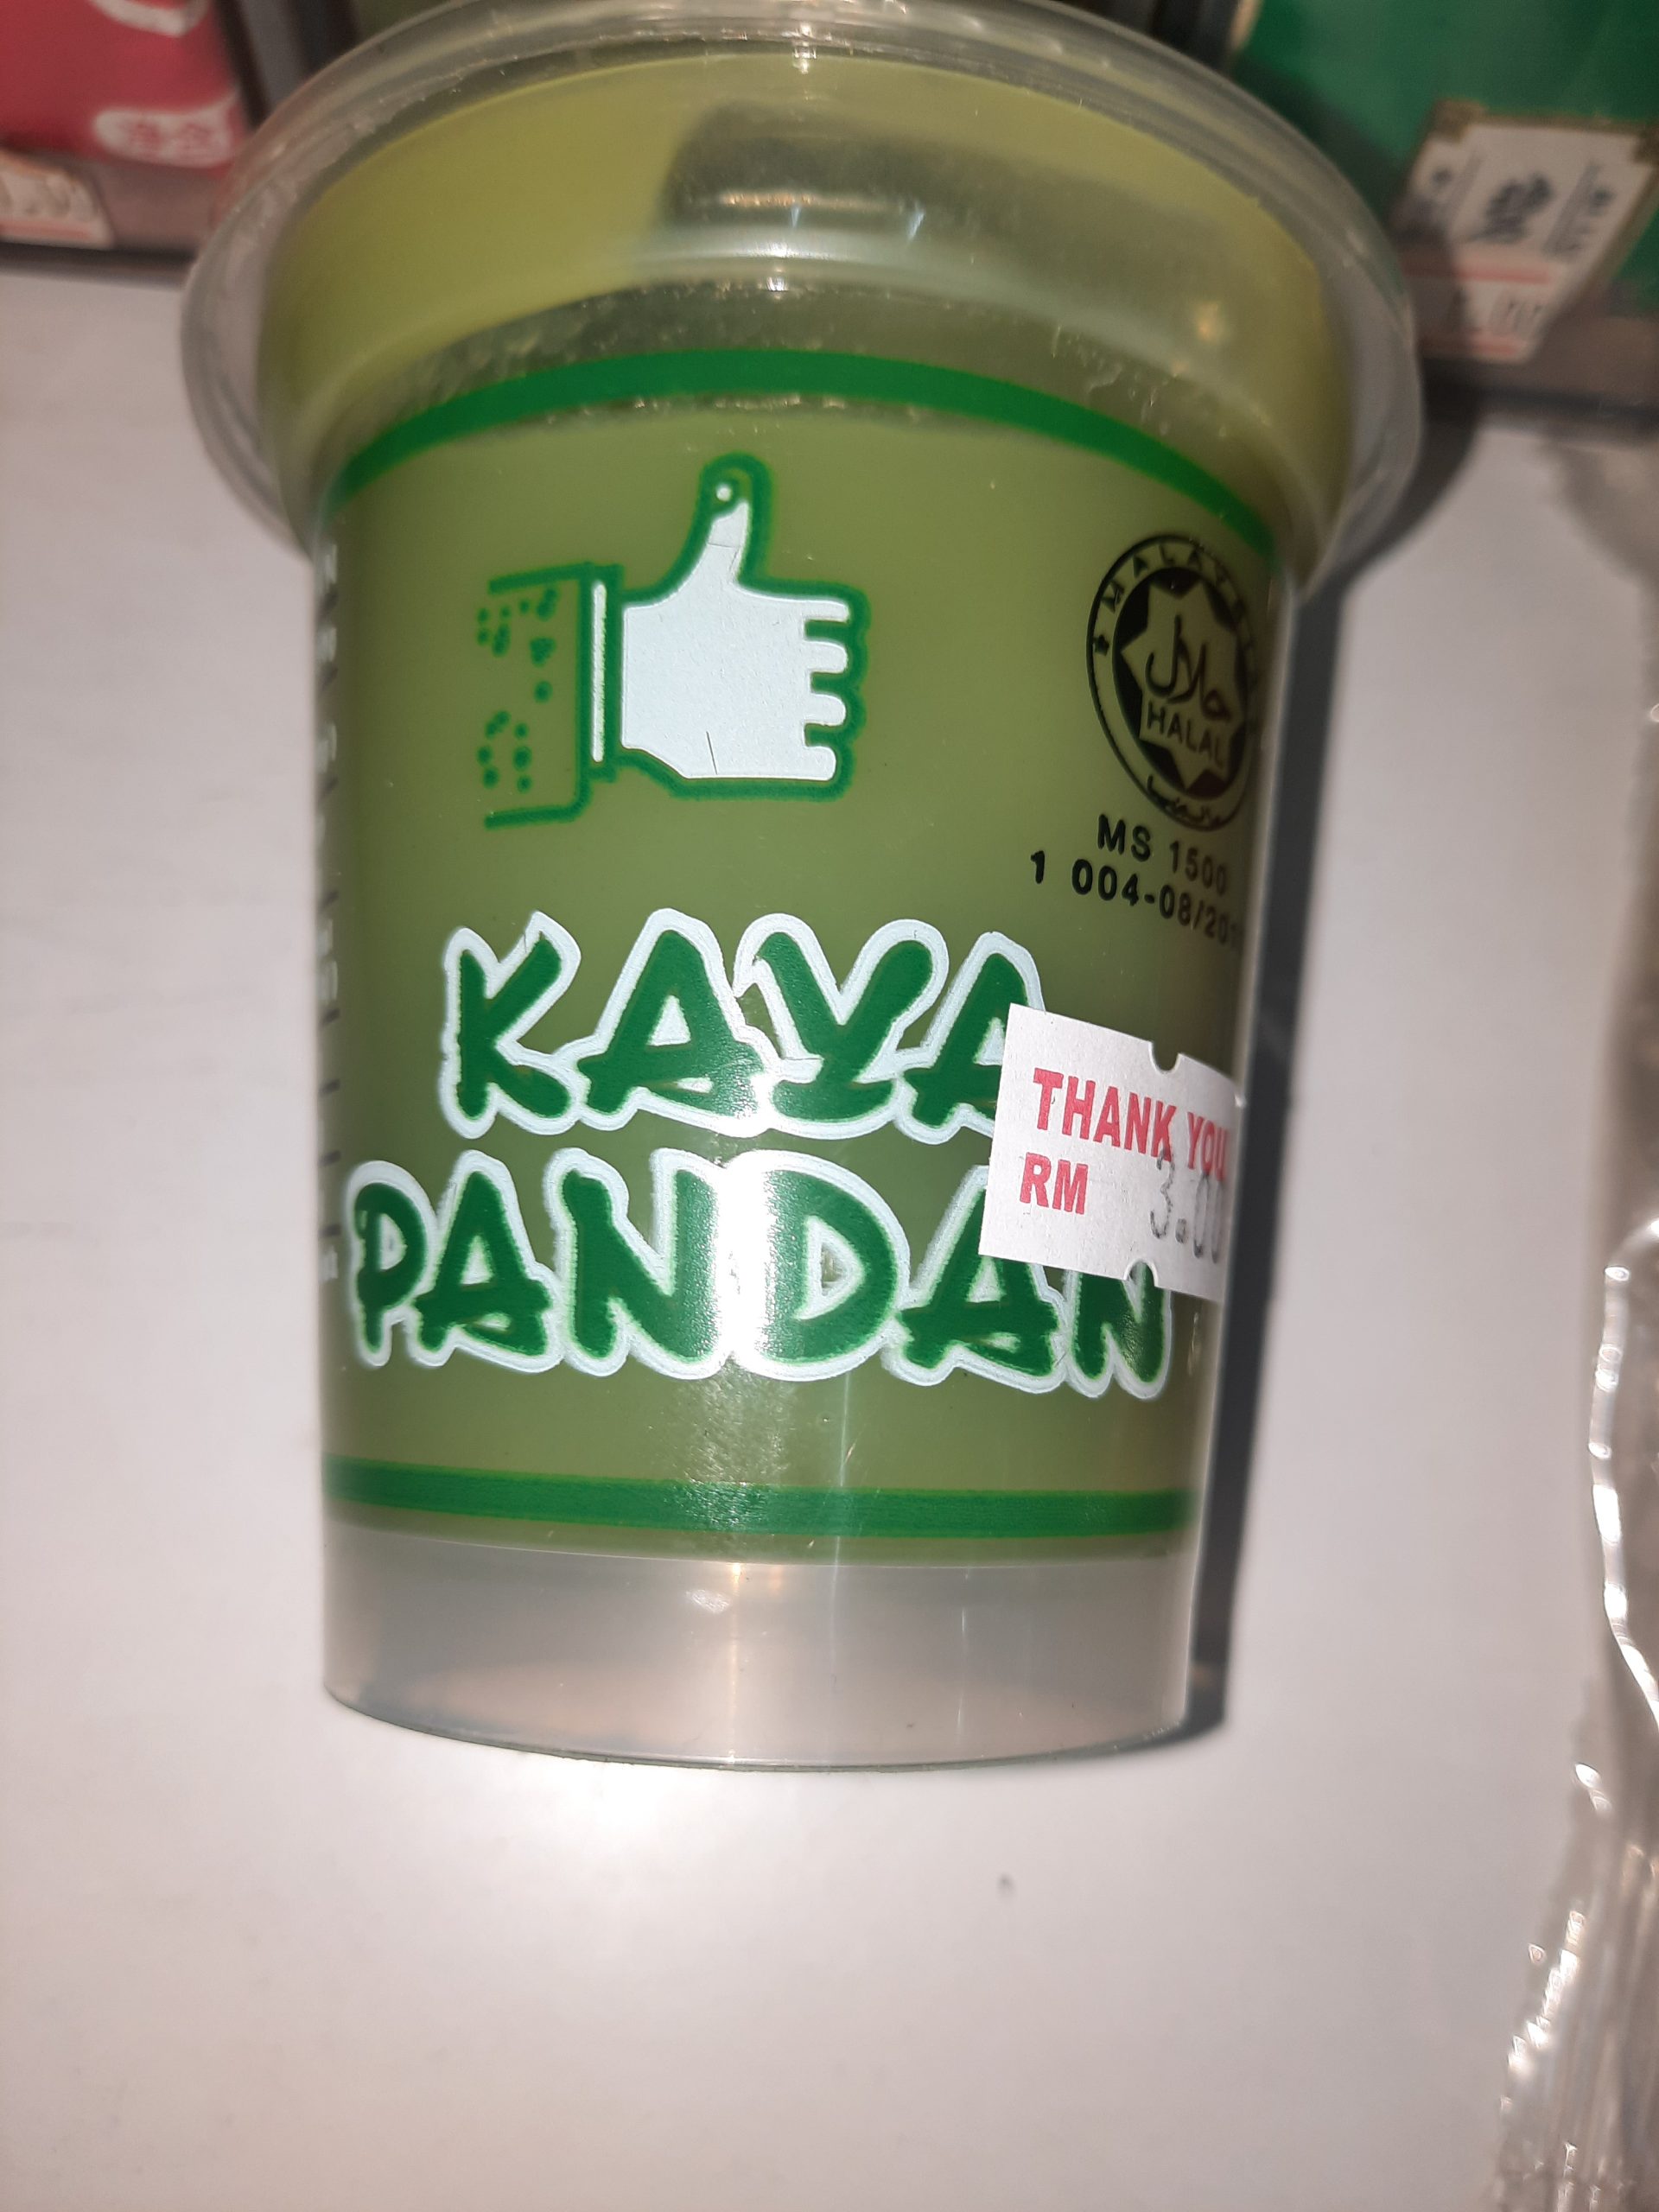 MALAYSIA
حلال
HALAL
MS 1500
1 004-08/20
KAYA
PANDAN
THANK YOU
RM 3.00